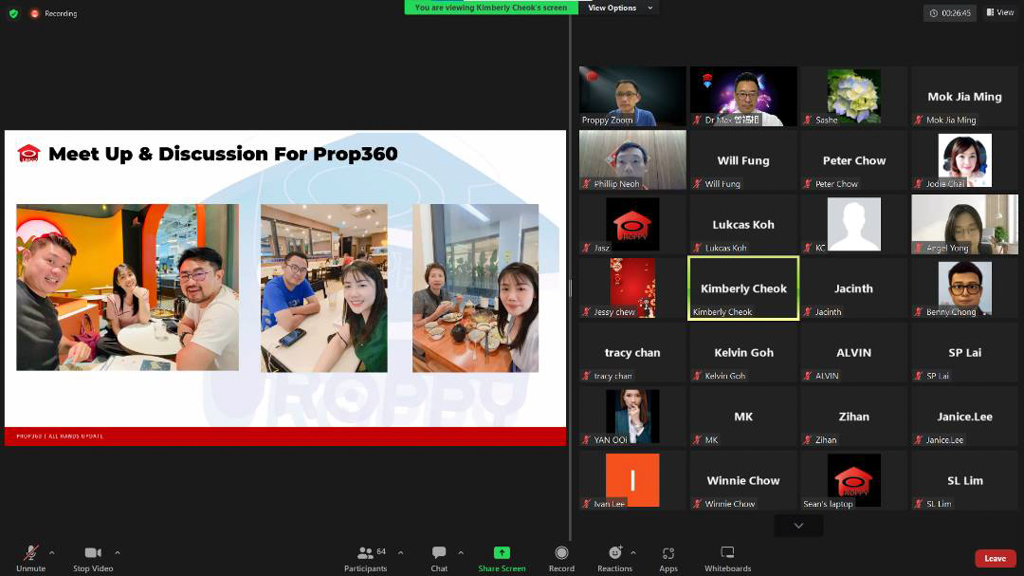 Recording
You are viewing Kimberly Cheok's screen
View Options
00:26:45
View
Meet Up & Discussion For Prop360
PROPPY
PROP360 | ALL HANDS UPDATE
Proppy Zoom
Dr Max 曾福相
Sashe
Mok Jia Ming
Mok Jia Ming
Phillip Neoh
Will Fung
Will Fung
Peter Chow
Peter Chow
Jodie Chai
Jasz
Lukcas Koh
Lukcas Koh
KC
Angel Yong
Jessy chew
Kimberly Cheok
Kimberly Cheok
Jacinth
Jacinth
Benny Chong
tracy chan
tracy chan
Kelvin Goh
Kelvin Goh
ALVIN
ALVIN
SP Lai
SP Lai
YAN OOi
MK
MK
Zihan
Zihan
Janice.Lee
Janice.Lee
I
Ivan Lee
Winnie Chow
Winnie Chow
Sean's laptop
SL Lim
SL Lim
Unmute
Stop Video
64
Participants
Chat
Share Screen
Record
Reactions
Apps
Whiteboards
Leave